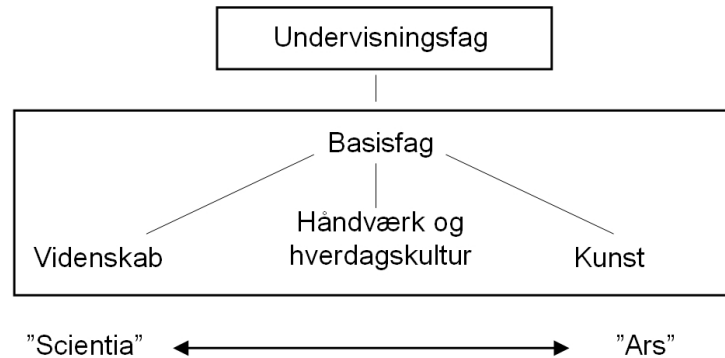 Undervisningsfag
Basisfag
Videnskab
Håndværk og
hverdagskultur
Kunst
”Scientia”
”Ars”